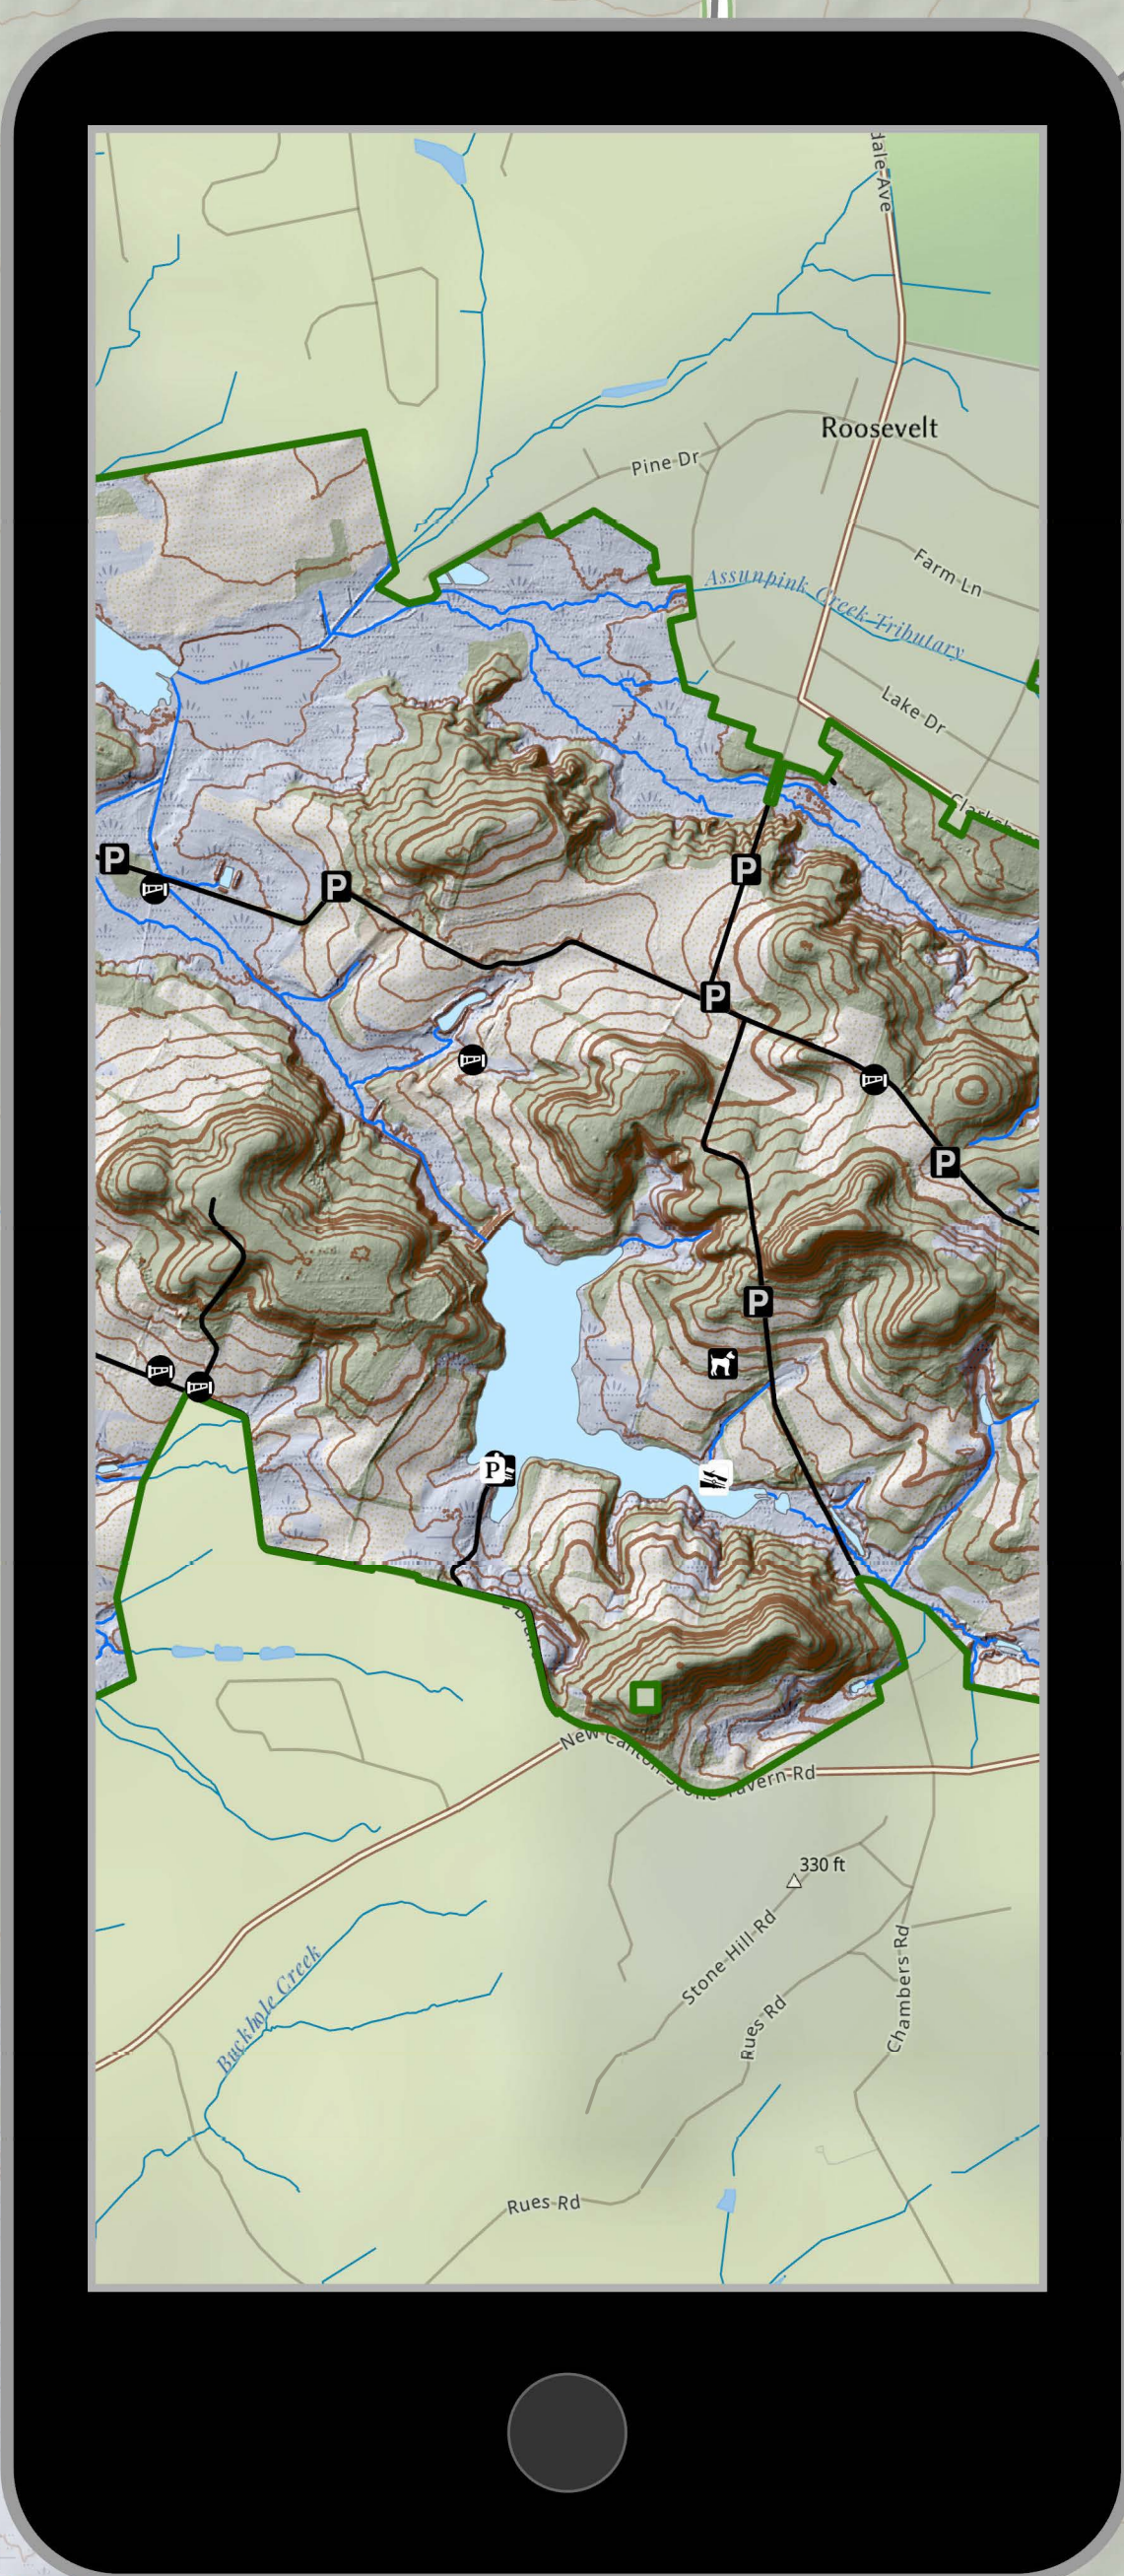 dale Ave
Roosevelt
Pine Dr
Farm Ln
Assunpink Creek Tributary
Lake Dr
P
P
P
P
P
P
P
New Canton Stone Tavern Rd
330 ft
Stone Hill Rd
Chambers Rd
Buckhole Creek
Rues Rd
Rues Rd